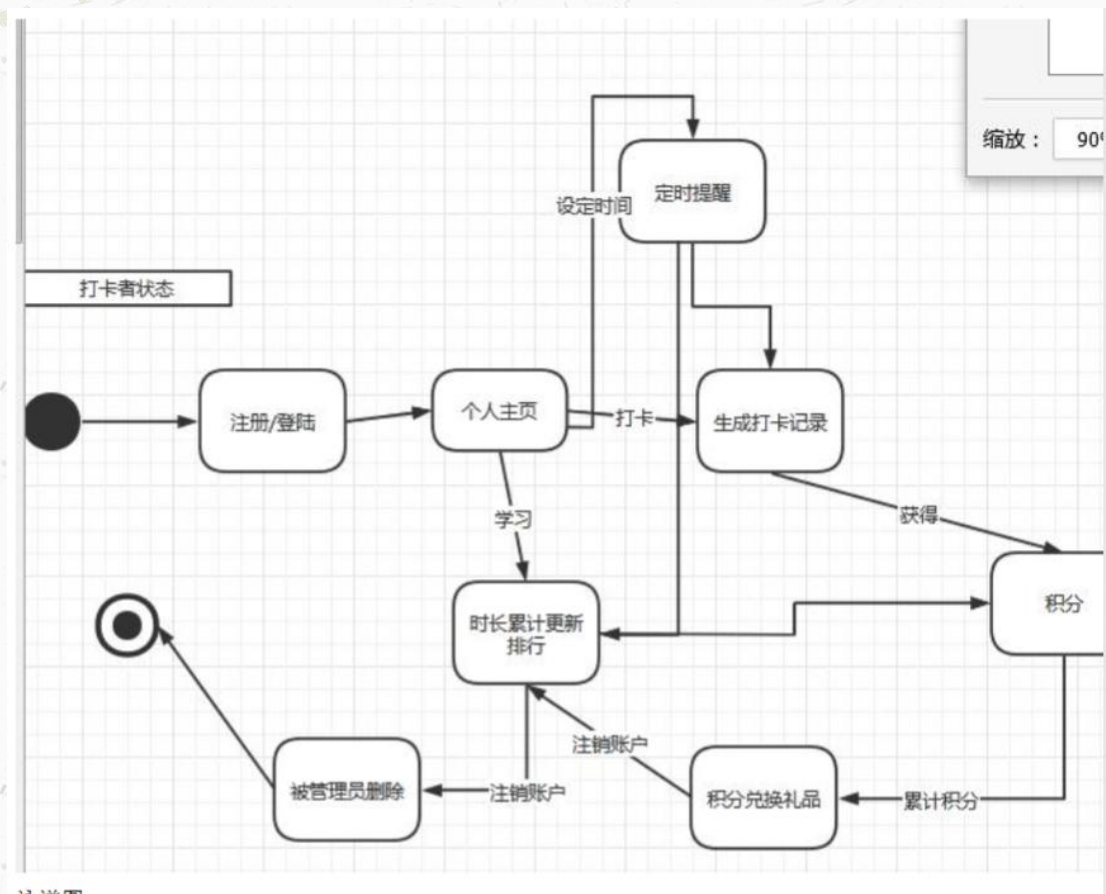 缩放：
90%
定时提醒
设定时间
打卡者状态
注册/登陆
个人主页
打卡
生成打卡记录
学习
获得
积分
时长累计更新
排行
注销账户
被管理员删除
注销账户
积分兑换礼品
累计积分